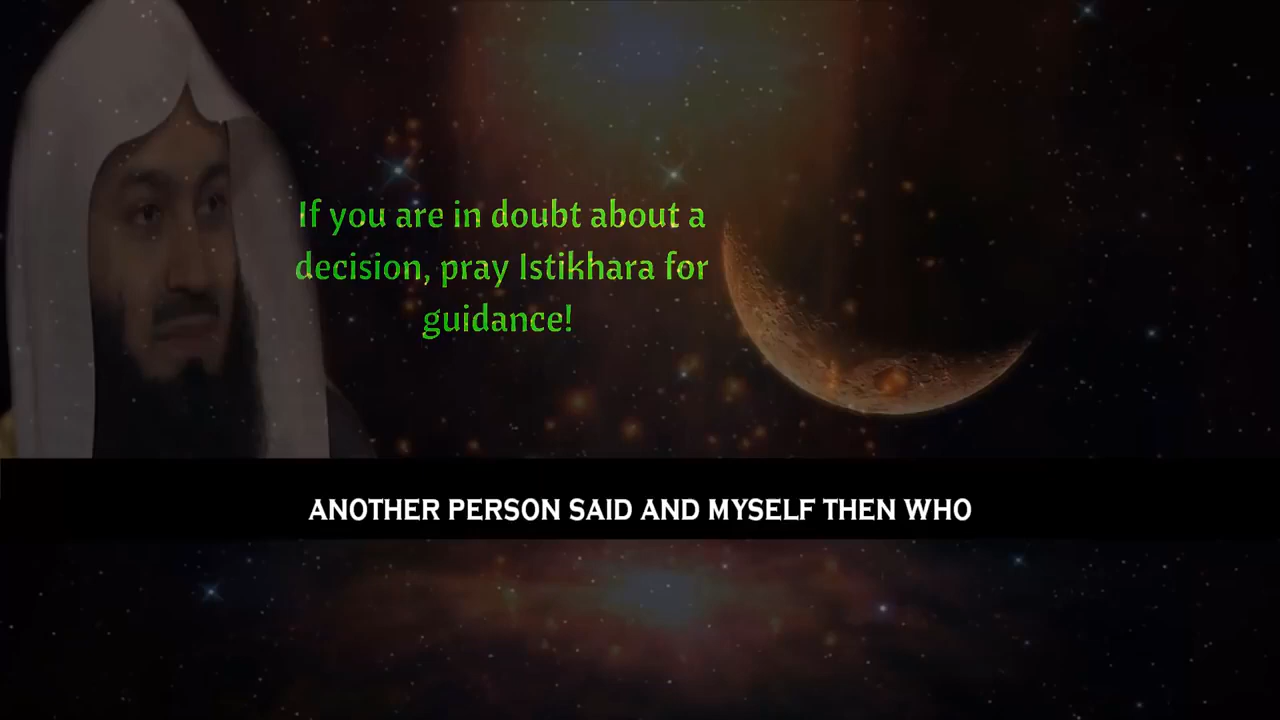 If you are in doubt about a
decision, pray Istikhara for
guidance!
ANOTHER PERSON SAID AND MYSELF THEN WHO